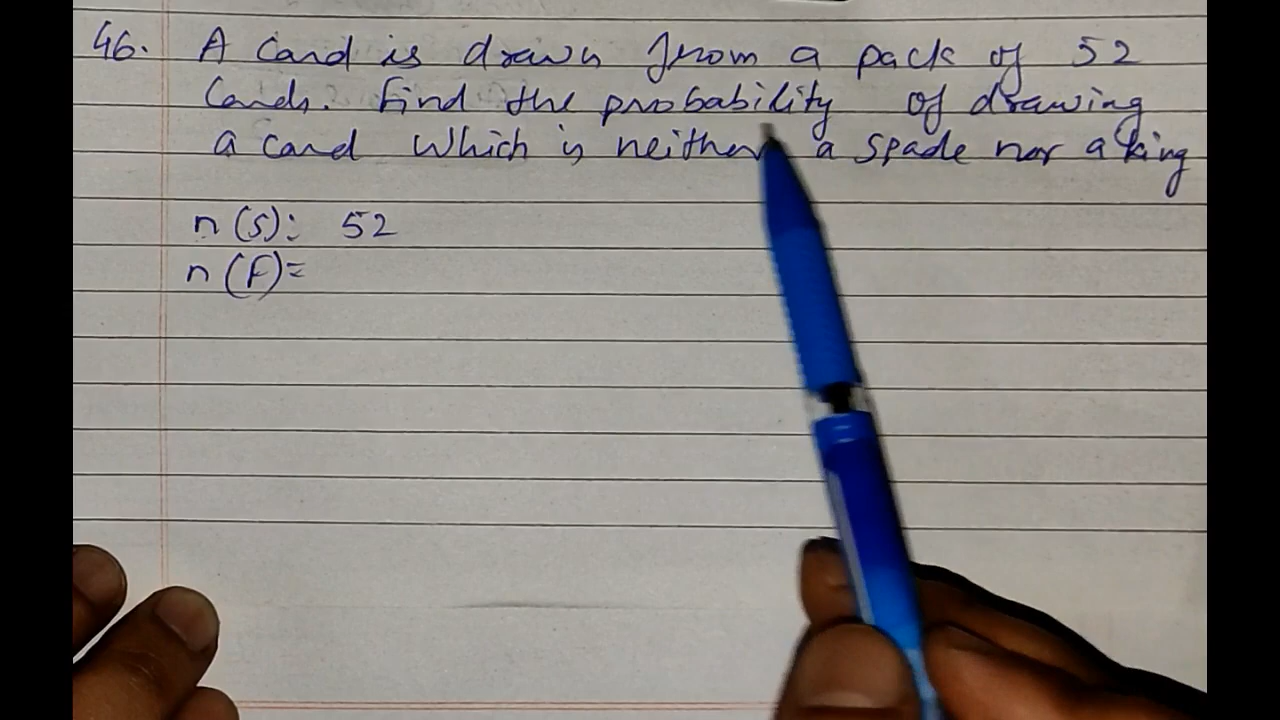 46. A Card is drawn from a pack of 52
Cards. Find the probability of drawing
a card which is neither a spade nor a king
n(s): 52
n(F)=